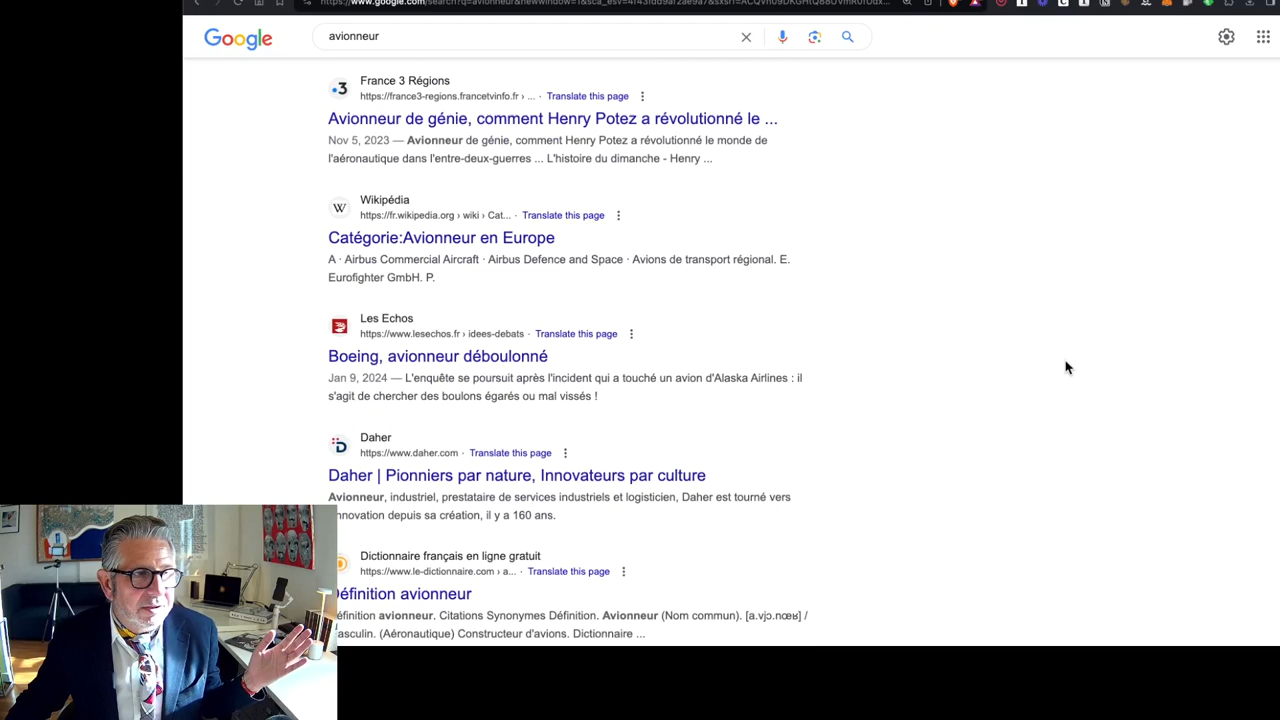 Google
avionneur
France 3 Régions
https://france3-regions.francetvinfo.fr › ... · Translate this page
Avionneur de génie, comment Henry Potez a révolutionné le ...
Nov 5, 2023 — Avionneur de génie, comment Henry Potez a révolutionné le monde de
l'aéronautique dans l'entre-deux-guerres ... L'histoire du dimanche - Henry ...
Wikipédia
https://fr.wikipedia.org › wiki › Cat... · Translate this page
Catégorie:Avionneur en Europe
A · Airbus Commercial Aircraft · Airbus Defence and Space · Avions de transport régional. E.
Eurofighter GmbH. P.
Les Echos
https://www.lesechos.fr › idees-debats · Translate this page
Boeing, avionneur déboulonné
Jan 9, 2024 — L'enquête se poursuit après l'incident qui a touché un avion d'Alaska Airlines : il
s'agit de chercher des boulons égarés ou mal vissés !
Daher
https://www.daher.com · Translate this page
Daher | Pionniers par nature, Innovateurs par culture
Avionneur, industriel, prestataire de services industriels et logisticien, Daher est tourné vers
innovation depuis sa création, il y a 160 ans.
Dictionnaire français en ligne gratuit
https://www.le-dictionnaire.com › a... · Translate this page
Définition avionneur
éfinition avionneur. Citations Synonymes Définition. Avionneur (Nom commun). [a.vjɔ.nœʁ] /
asculin. (Aéronautique) Constructeur d'avions. Dictionnaire ...